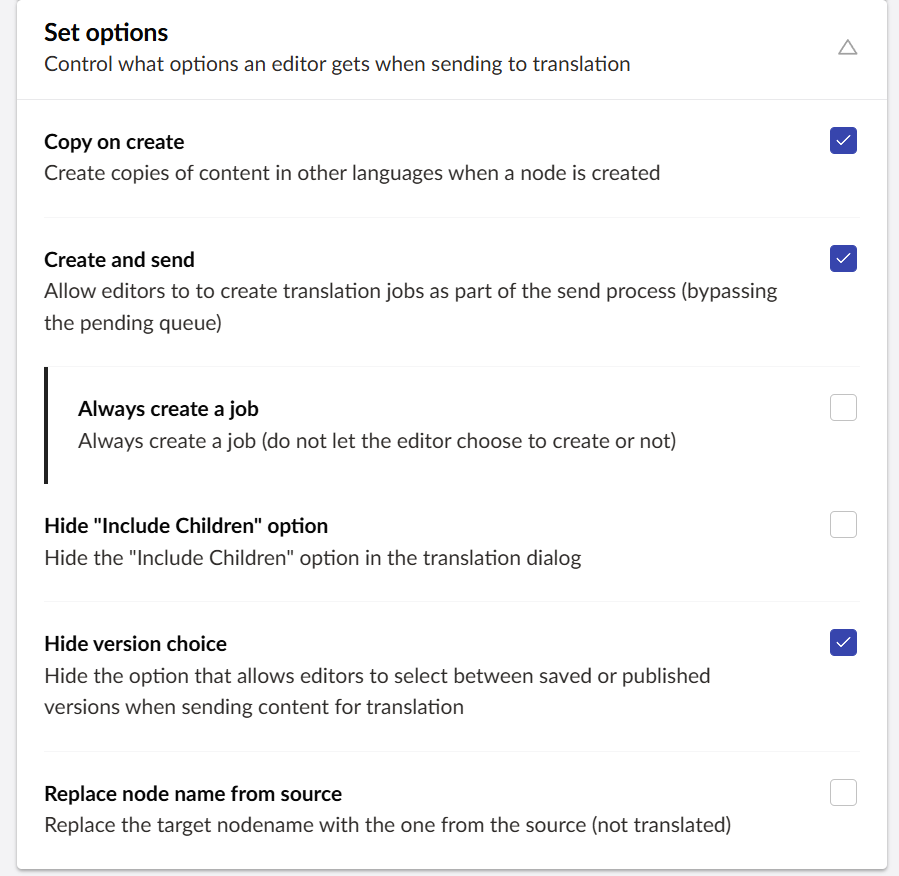 Set options
Control what options an editor gets when sending to translation
Copy on create
Create copies of content in other languages when a node is created
Create and send
Allow editors to to create translation jobs as part of the send process (bypassing
the pending queue)
Always create a job
Always create a job (do not let the editor choose to create or not)
Hide "Include Children" option
Hide the "Include Children" option in the translation dialog
Hide version choice
Hide the option that allows editors to select between saved or published
versions when sending content for translation
Replace node name from source
Replace the target nodename with the one from the source (not translated)